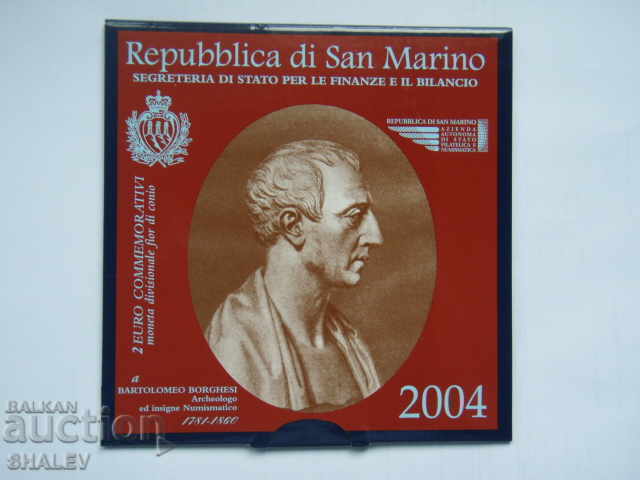 Repubblica di San Marino
SEGRETERIA DI STATO PER LE FINANZE E IL BILANCIO
REPUBBLICA DI SAN MARINO
AZIENDA
AUTONOMA
DI STATO
FILATELICA E
NUMISMATICA
2 EURO COMMEMORATIVI
moneta divisionale fior di conio
a
BARTOLOMEO BORGHESI
Archeologo
ed insigne Numismatico
1781-1860
2004
BALKAN
auction
SHALEV